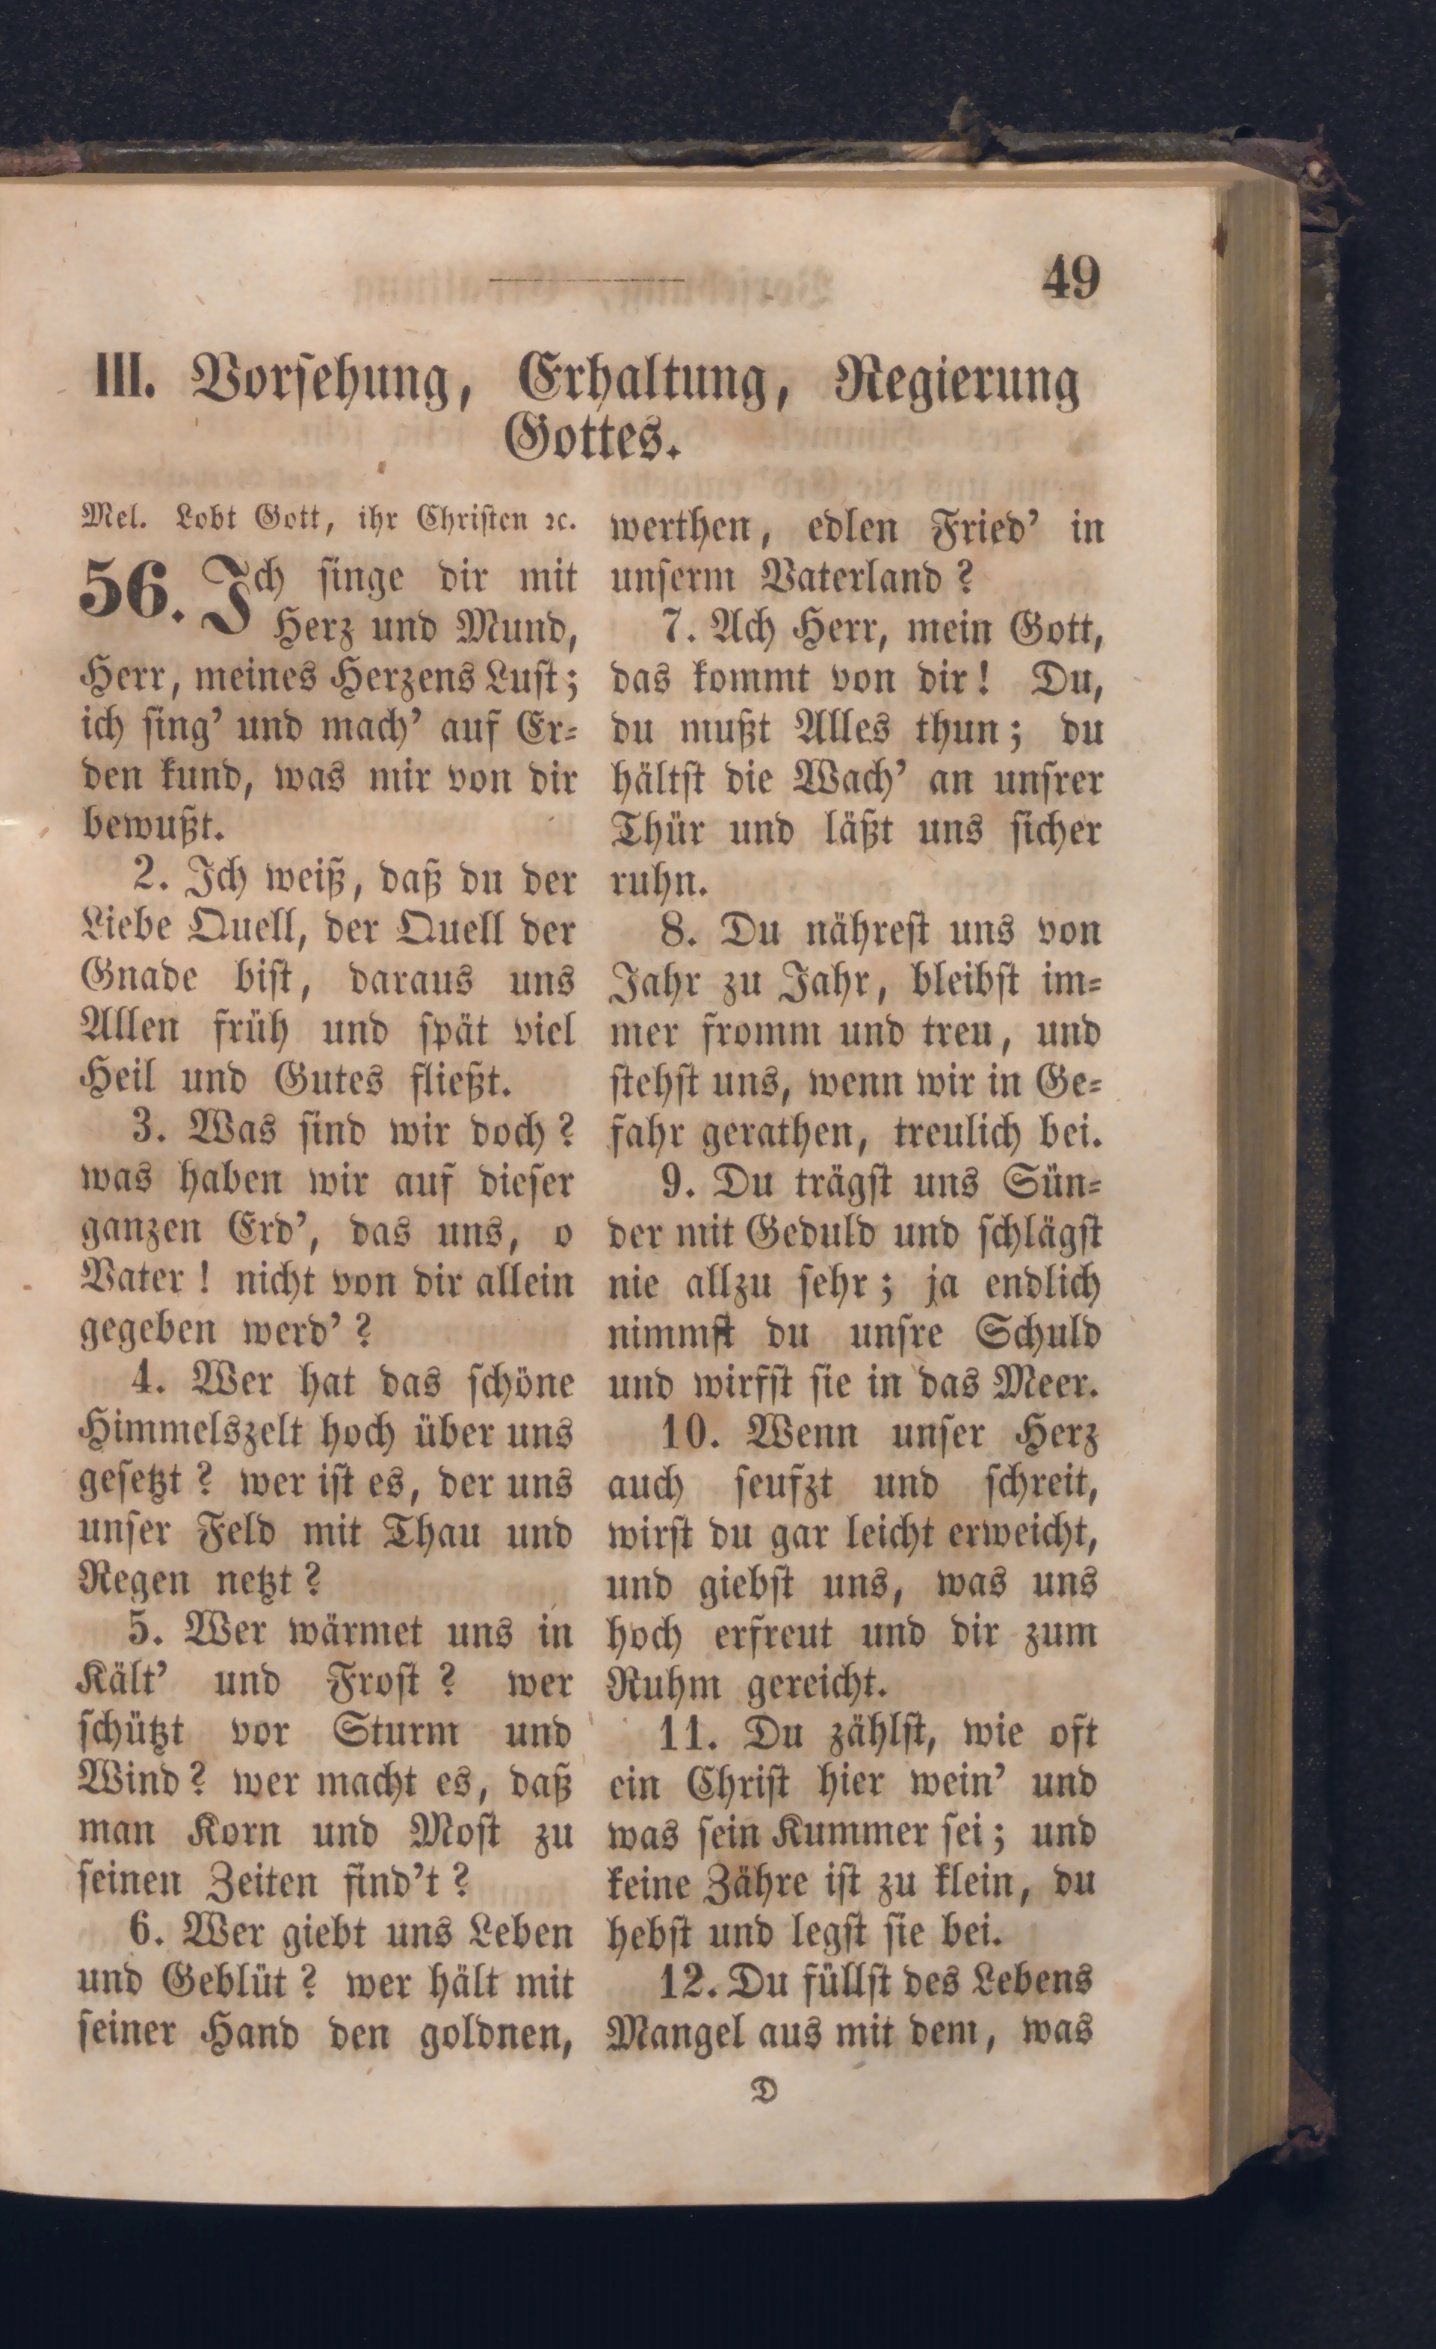 49
III. Vorsehung, Erhaltung, Regierung
Gottes.
Mel. Lobt Gott, ihr Christen ꝛc.
56. Ich singe dir mit
Herz und Mund,
Herr, meines Herzens Lust;
ich sing’ und mach’ auf Er-
den kund, was mir von dir
bewußt.
2. Ich weiß, daß du der
Liebe Quell, der Quell der
Gnade bist, daraus uns
Allen früh und spät viel
Heil und Gutes fließt.
3. Was sind wir doch?
was haben wir auf dieser
ganzen Erd’, das uns, o
Vater! nicht von dir allein
gegeben werd’?
4. Wer hat das schöne
Himmelszelt hoch über uns
gesetzt? wer ist es, der uns
unser Feld mit Thau und
Regen netzt?
5. Wer wärmet uns in
Kält’ und Frost? wer
schützt vor Sturm und
Wind? wer macht es, daß
man Korn und Most zu
seinen Zeiten find’t?
6. Wer giebt uns Leben
und Geblüt? wer hält mit
seiner Hand den goldnen,
werthen, edlen Fried’ in
unserm Vaterland?
7. Ach Herr, mein Gott,
das kommt von dir! Du,
du mußt Alles thun; du
hältst die Wach’ an unsrer
Thür und läßt uns sicher
ruhn.
8. Du nährest uns von
Jahr zu Jahr, bleibst im-
mer fromm und treu, und
stehst uns, wenn wir in Ge-
fahr gerathen, treulich bei.
9. Du trägst uns Sün-
der mit Geduld und schlägst
nie allzu sehr; ja endlich
nimmst du unsre Schuld
und wirfst sie in das Meer.
10. Wenn unser Herz
auch seufzt und schreit,
wirst du gar leicht erweicht,
und giebst uns, was uns
hoch erfreut und dir zum
Ruhm gereicht.
11. Du zählst, wie oft
ein Christ hier wein’ und
was sein Kummer sei; und
keine Zähre ist zu klein, du
hebst und legst sie bei.
12. Du füllst des Lebens
Mangel aus mit dem, was
D